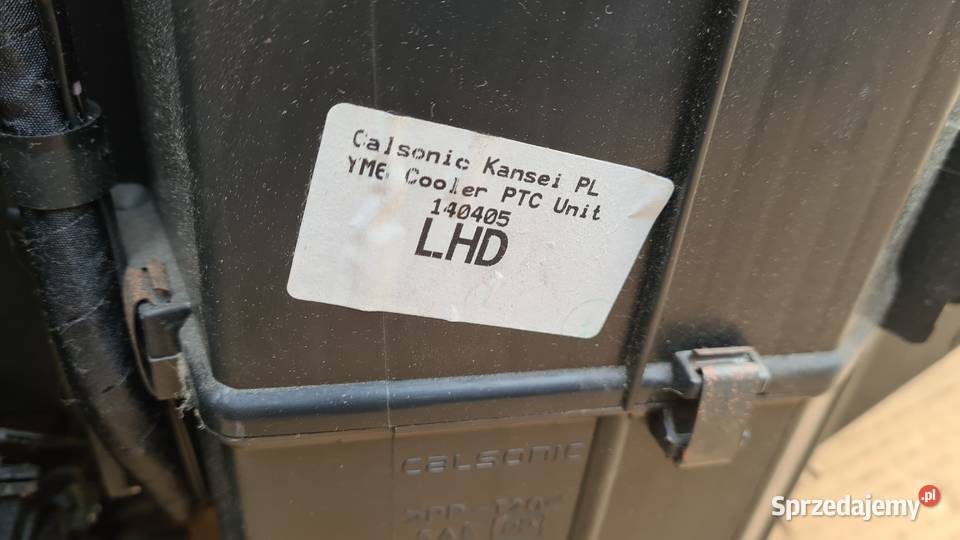 Calsonic Kansei PL
YM6 Cooler PTC Unit
140405
LHD
CALSONIC
Sprzedajemy.pl